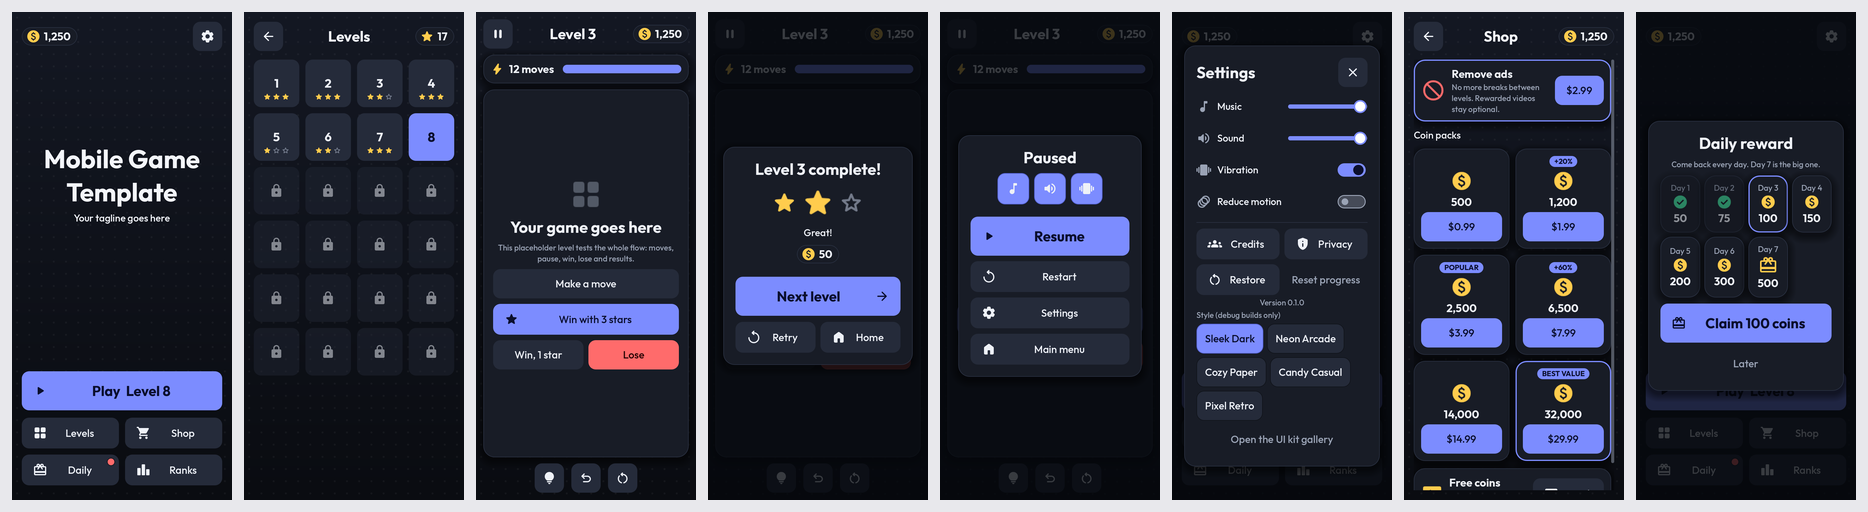 1,250
Mobile Game
Template
Your tagline goes here
Play Level 8
Levels
Shop
Daily
Ranks
Levels
17
1
2
3
4
5
6
7
8
Level 3
1,250
12 moves
Your game goes here
This placeholder level tests the whole flow: moves,
pause, win, lose and results.
Make a move
Win with 3 stars
Win, 1 star
Lose
Level 3
1,250
12 moves
Level 3 complete!
Great!
50
Next level
Retry
Home
Level 3
1,250
12 moves
Paused
Resume
Restart
Settings
Main menu
1,250
Settings
Music
Sound
Vibration
Reduce motion
Credits
Privacy
Restore
Reset progress
Version 0.1.0
Style (debug builds only)
Sleek Dark
Neon Arcade
Cozy Paper
Candy Casual
Pixel Retro
Open the UI kit gallery
Daily
Ranks
Shop
1,250
Remove ads
No more breaks between
levels. Rewarded videos
stay optional.
$2.99
Coin packs
500
$0.99
+20%
1,200
$1.99
POPULAR
2,500
$3.99
+60%
6,500
$7.99
14,000
$14.99
BEST VALUE
32,000
$29.99
Free coins
1,250
Daily reward
Come back every day. Day 7 is the big one.
Day 1
50
Day 2
75
Day 3
100
Day 4
150
Day 5
200
Day 6
300
Day 7
500
Claim 100 coins
Later
Play Level 8
Levels
Shop
Daily
Ranks